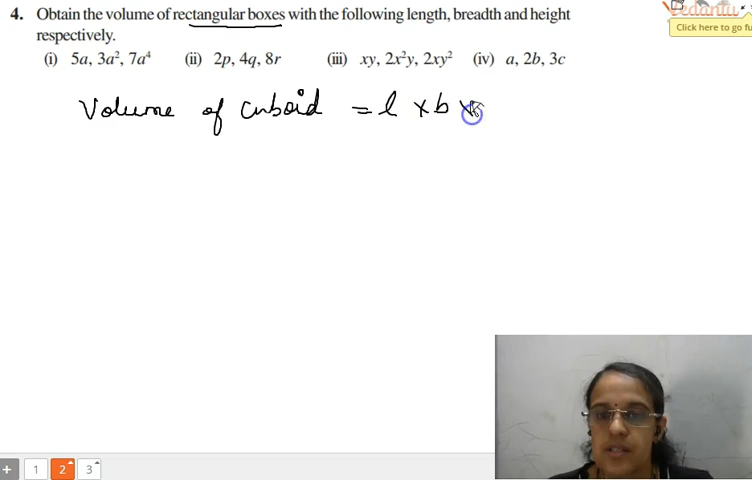 Vedantu
Click here to go fu
4. Obtain the volume of rectangular boxes with the following length, breadth and height
respectively.
(i) 5a, 3a², 7a⁴ (ii) 2p, 4q, 8r (iii) xy, 2x²y, 2xy² (iv) a, 2b, 3c
Volume of Cuboid = l × b ×
+ 1 2 3